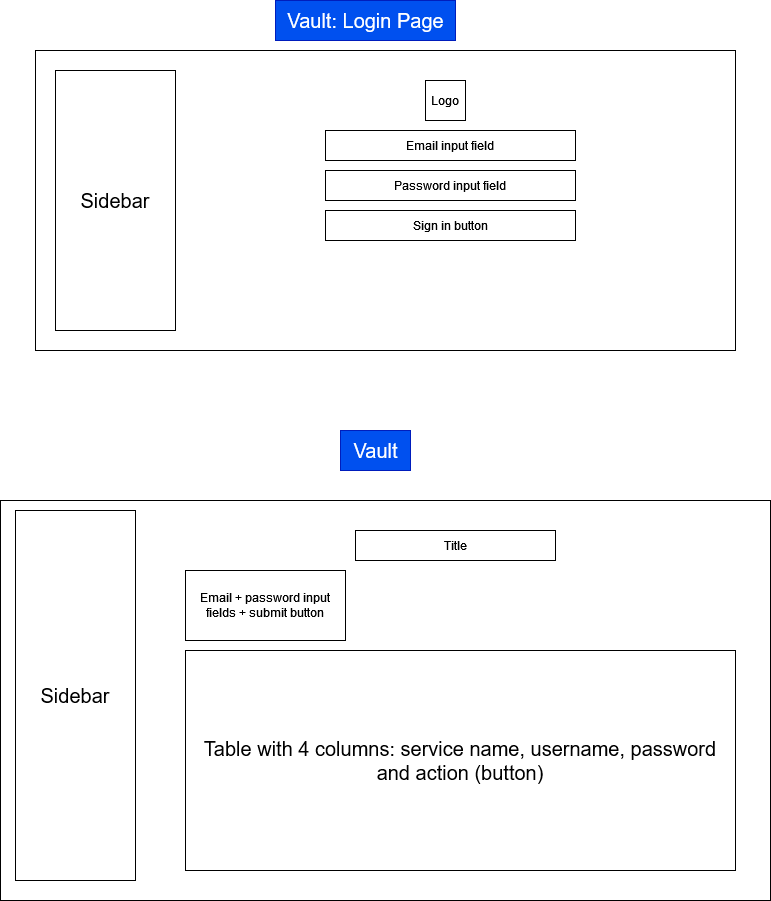 Vault: Login Page
Logo
Email input field
Sidebar
Password input field
Sign in button
Vault
Title
Email + password input
fields + submit button
Sidebar
Table with 4 columns: service name, username, password
and action (button)